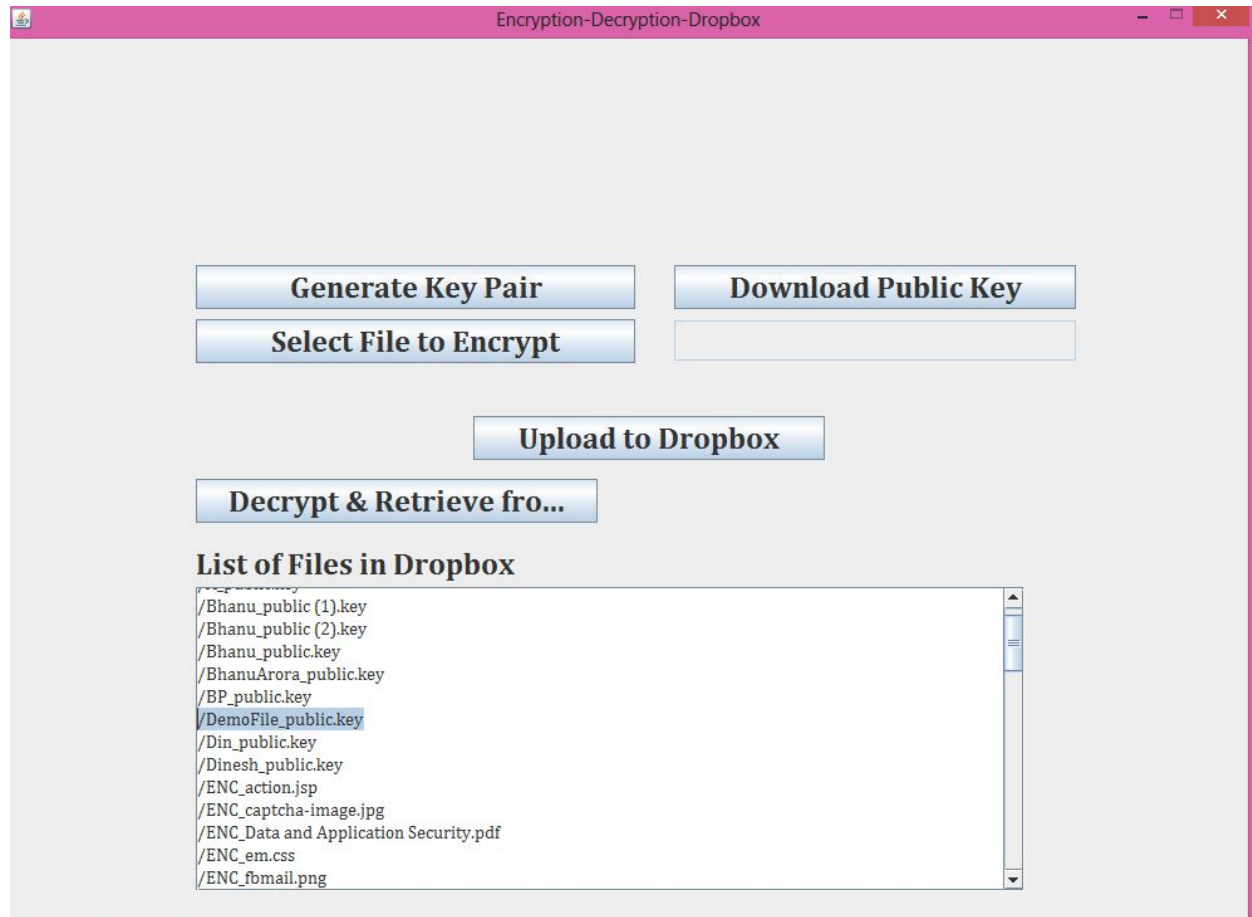 Encryption-Decryption-Dropbox
Generate Key Pair
Download Public Key
Select File to Encrypt
Upload to Dropbox
Decrypt & Retrieve fro...
List of Files in Dropbox
/Bhanu_public (1).key
/Bhanu_public (2).key
/Bhanu_public.key
/BhanuArora_public.key
/BP_public.key
/DemoFile_public.key
/Din_public.key
/Dinesh_public.key
/ENC_action.jsp
/ENC_captcha-image.jpg
/ENC_Data and Application Security.pdf
/ENC_em.css
/ENC_fbmail.png